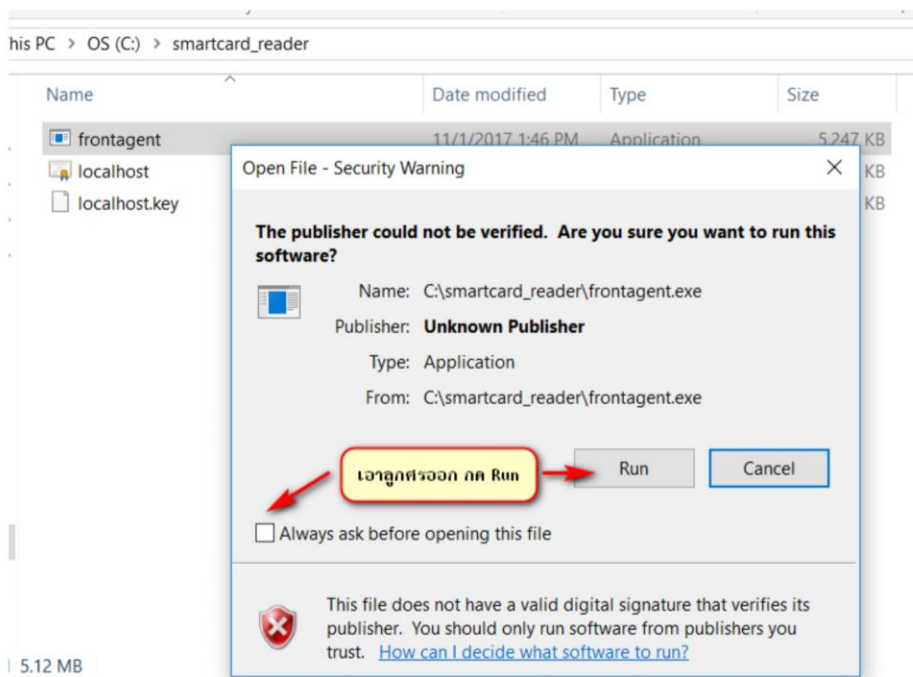 his PC > OS (C:) > smartcard_reader
Name Date modified Type Size
frontagent 11/1/2017 1:46 PM Application 5,247 KB
localhost KB
localhost.key KB
Open File - Security Warning
The publisher could not be verified. Are you sure you want to run this
software?
Name: C:\smartcard_reader\frontagent.exe
Publisher: Unknown Publisher
Type: Application
From: C:\smartcard_reader\frontagent.exe
เอาลูกศรออก กด Run
Run Cancel
Always ask before opening this file
This file does not have a valid digital signature that verifies its
publisher. You should only run software from publishers you
trust. How can I decide what software to run?
5.12 MB